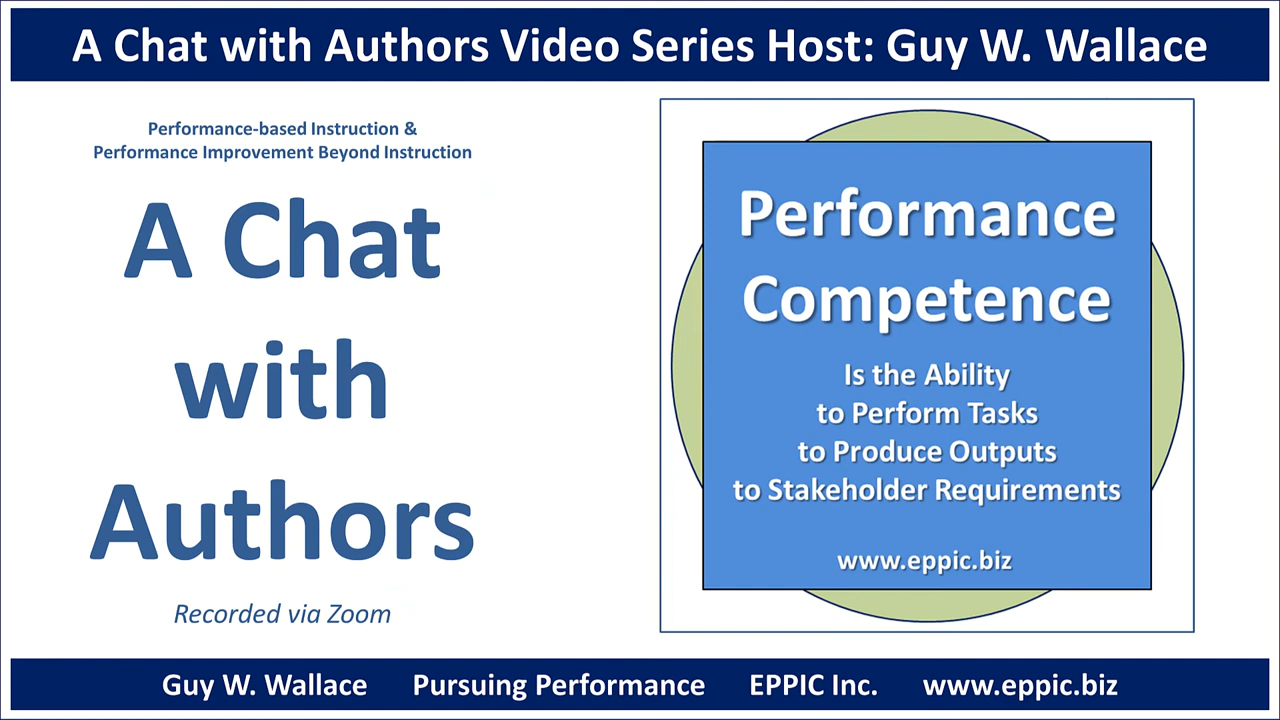 A Chat with Authors Video Series Host: Guy W. Wallace
Performance-based Instruction &
Performance Improvement Beyond Instruction
A Chat
with
Authors
Recorded via Zoom
Performance
Competence
Is the Ability
to Perform Tasks
to Produce Outputs
to Stakeholder Requirements
www.eppic.biz
Guy W. Wallace Pursuing Performance EPPIC Inc. www.eppic.biz